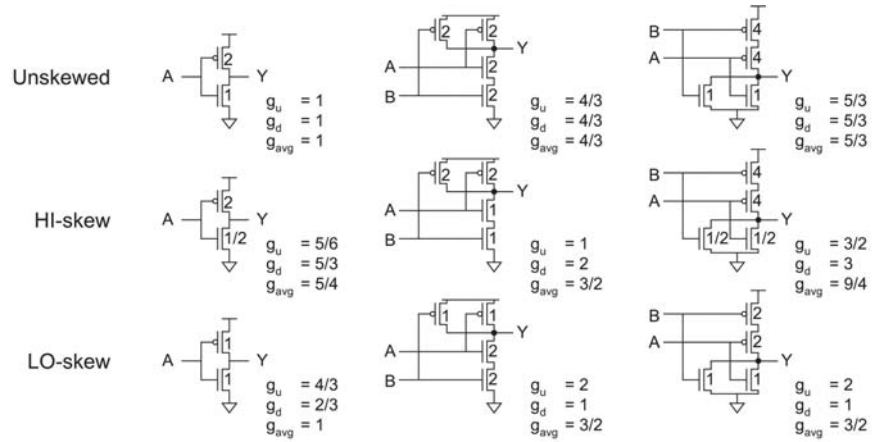 Unskewed
A
2
1
Y
g_u = 1
g_d = 1
g_avg = 1
2
2
A
B
2
2
Y
g_u = 4/3
g_d = 4/3
g_avg = 4/3
B
A
4
4
1
1
Y
g_u = 5/3
g_d = 5/3
g_avg = 5/3
HI-skew
A
2
1/2
Y
g_u = 5/6
g_d = 5/3
g_avg = 5/4
2
2
A
B
1
1
Y
g_u = 1
g_d = 2
g_avg = 3/2
B
A
4
4
1/2
1/2
Y
g_u = 3/2
g_d = 3
g_avg = 9/4
LO-skew
A
1
1
Y
g_u = 4/3
g_d = 2/3
g_avg = 1
1
1
A
B
2
2
Y
g_u = 2
g_d = 1
g_avg = 3/2
B
A
2
2
1
1
Y
g_u = 2
g_d = 1
g_avg = 3/2